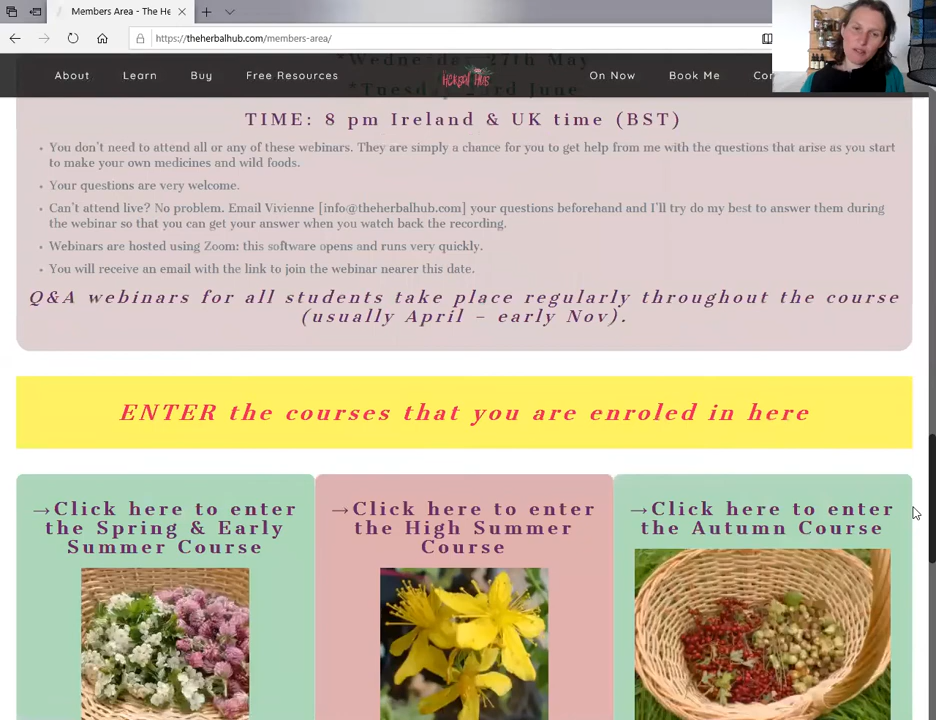 Members Area - The He
https://theherbalhub.com/members-area/
*Wednesday 27th May
About
Learn
Buy
Free Resources
HERBAL HUB
On Now
Book Me
TIME: 8 pm Ireland & UK time (BST)
You don't need to attend all or any of these webinars. They are simply a chance for you to get help from me with the questions that arise as you start
to make your own medicines and wild foods.
Your questions are very welcome.
Can't attend live? No problem. Email Vivienne [info@theherbalhub.com] your questions beforehand and I'll try do my best to answer them during
the webinar so that you can get your answer when you watch back the recording.
Webinars are hosted using Zoom: this software opens and runs very quickly.
You will receive an email with the link to join the webinar nearer this date.
Q&A webinars for all students take place regularly throughout the course
(usually April – early Nov).
ENTER the courses that you are enroled in here
→Click here to enter
the Spring & Early
Summer Course
→Click here to enter
the High Summer
Course
→Click here to enter
the Autumn Course